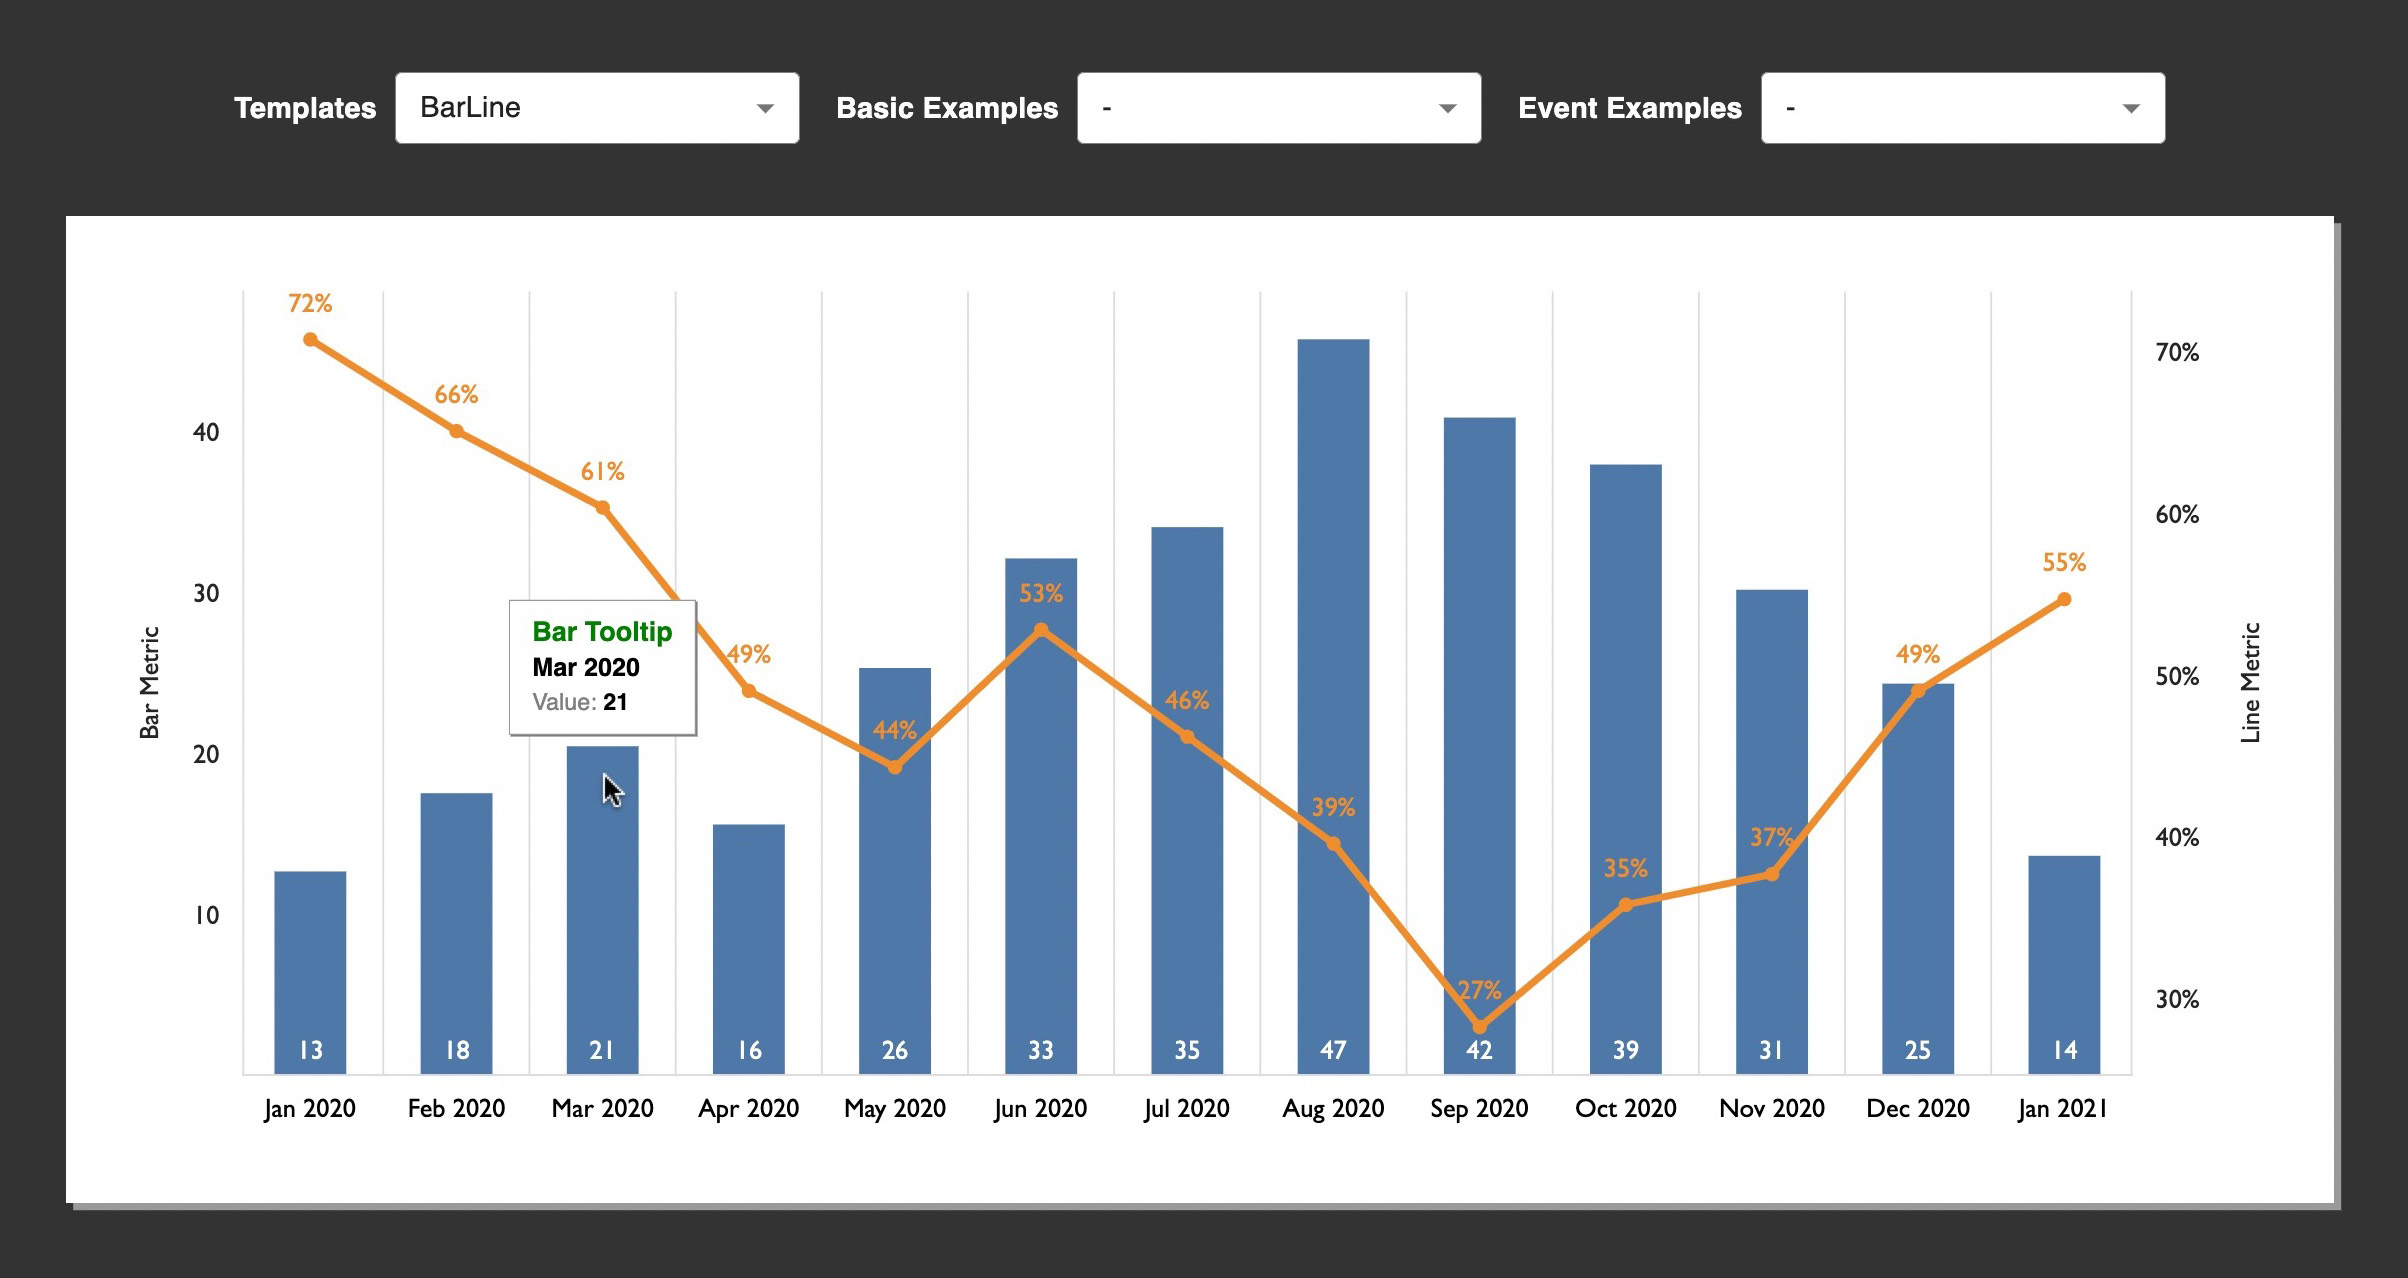 Templates BarLine Basic Examples - Event Examples -
72%
66%
61%
49%
44%
53%
46%
39%
27%
35%
37%
49%
55%
Bar Metric
40
30
20
10
Bar Tooltip
Mar 2020
Value: 21
70%
60%
50%
40%
30%
Line Metric
13 18 21 16 26 33 35 47 42 39 31 25 14
Jan 2020 Feb 2020 Mar 2020 Apr 2020 May 2020 Jun 2020 Jul 2020 Aug 2020 Sep 2020 Oct 2020 Nov 2020 Dec 2020 Jan 2021